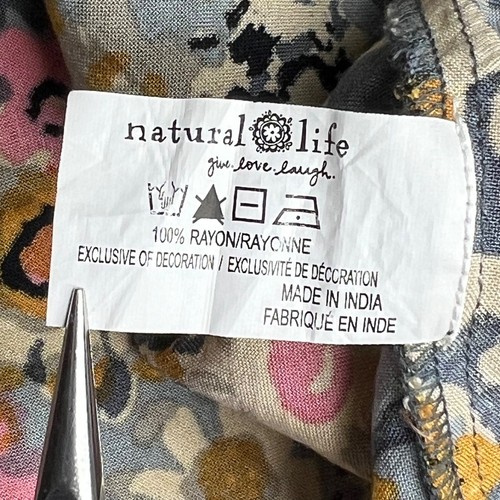 natural life
give. love. laugh.
100% RAYON/RAYONNE
EXCLUSIVE OF DECORATION / EXCLUSIVITÉ DE DÉCORATION
MADE IN INDIA
FABRIQUÉ EN INDE